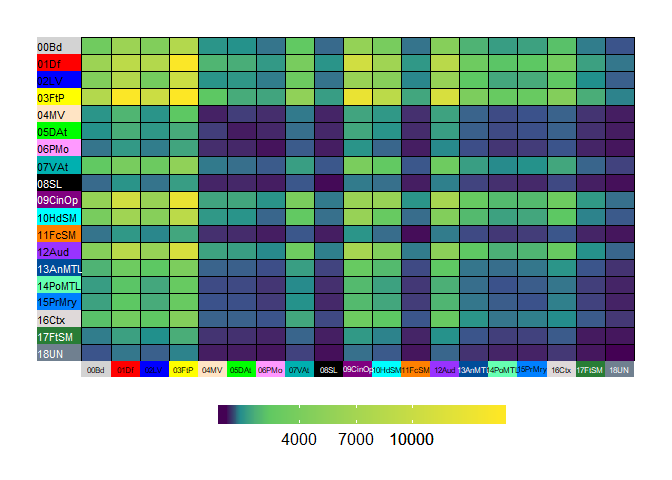 00Bd
01Df
02LV
03FtP
04MV
05DAt
06PMo
07VAt
08SL
09CinOp
10HdSM
11FcSM
12Aud
13AnMTL
14PoMTL
15PrMry
16Ctx
17FtSM
18UN
00Bd 01Df 02LV 03FtP 04MV 05DAt 06PMo 07VAt 08SL 09CinOp 10HdSM 11FcSM 12Aud 13AnMTL 14PoMTL 15PrMry 16Ctx 17FtSM 18UN
4000 7000 10000